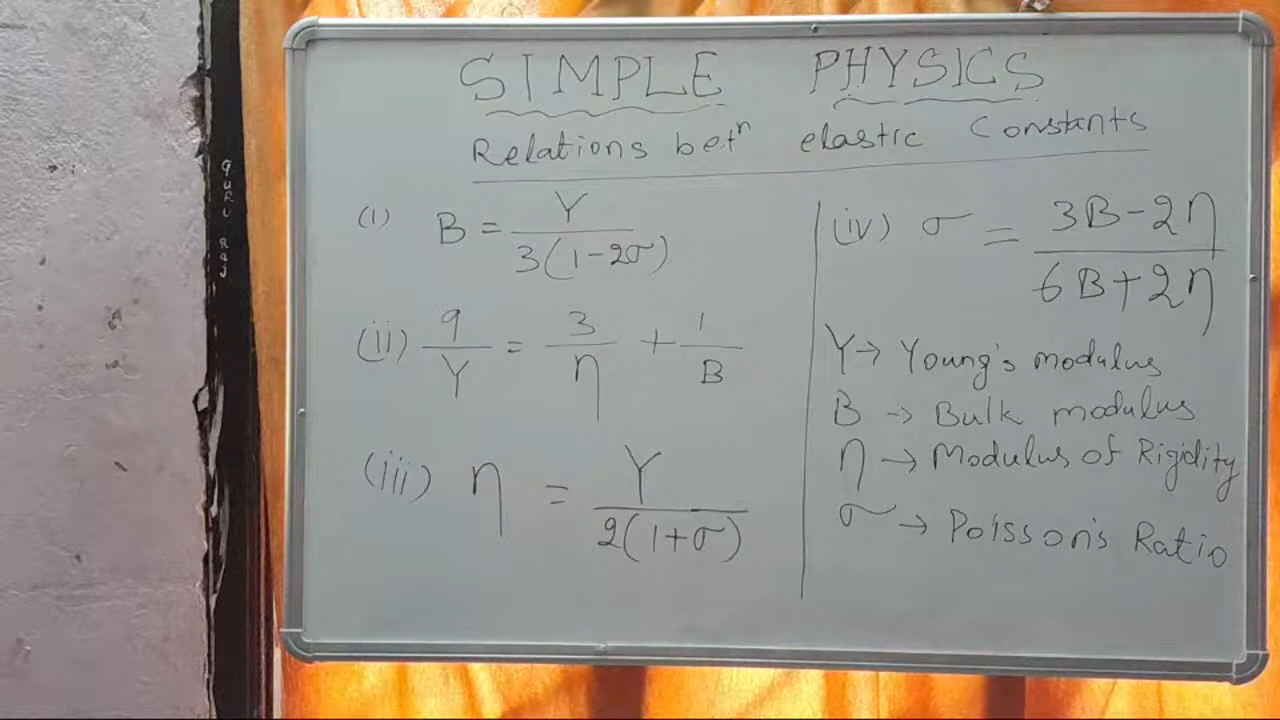 SIMPLE PHYSICS
Relations betⁿ elastic Constants
(i) B = Y / 3(1-2σ)
(ii) 9/Y = 3/η + 1/B
(iii) η = Y / 2(1+σ)
(iv) σ = 3B-2η / 6B+2η
Y → Young's modulus
B → Bulk modulus
η → Modulus of Rigidity
σ → Poisson's Ratio